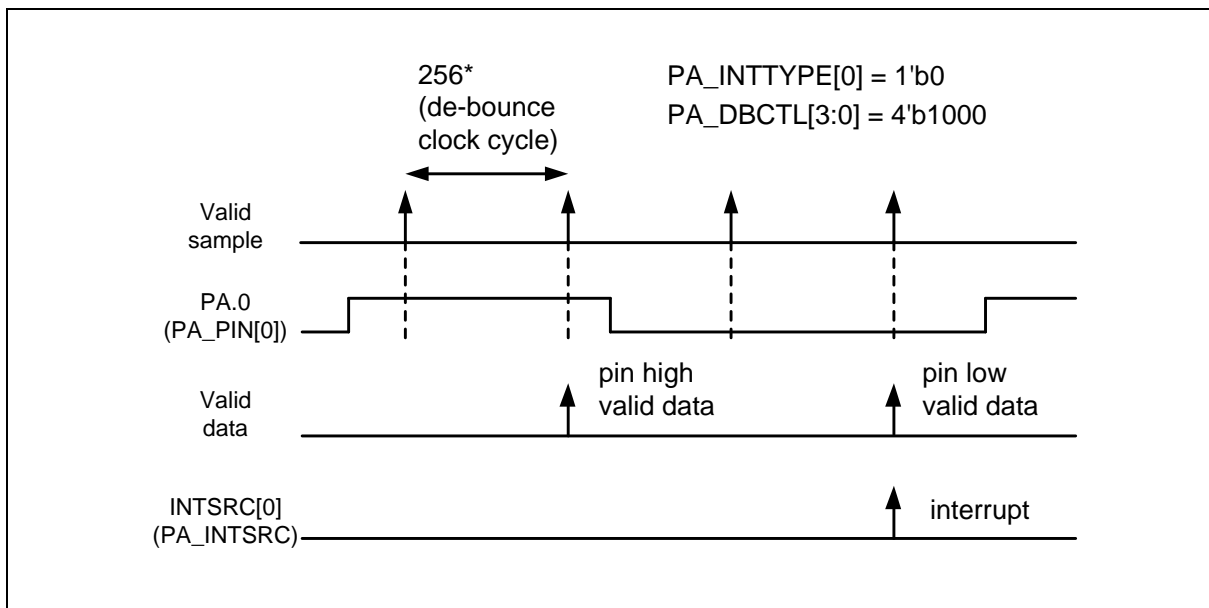 256*
(de-bounce
clock cycle)
PA_INTTYPE[0] = 1'b0
PA_DBCTL[3:0] = 4'b1000
Valid
sample
PA.0
(PA_PIN[0])
pin high
valid data
pin low
valid data
Valid
data
INTSRC[0]
(PA_INTSRC)
interrupt